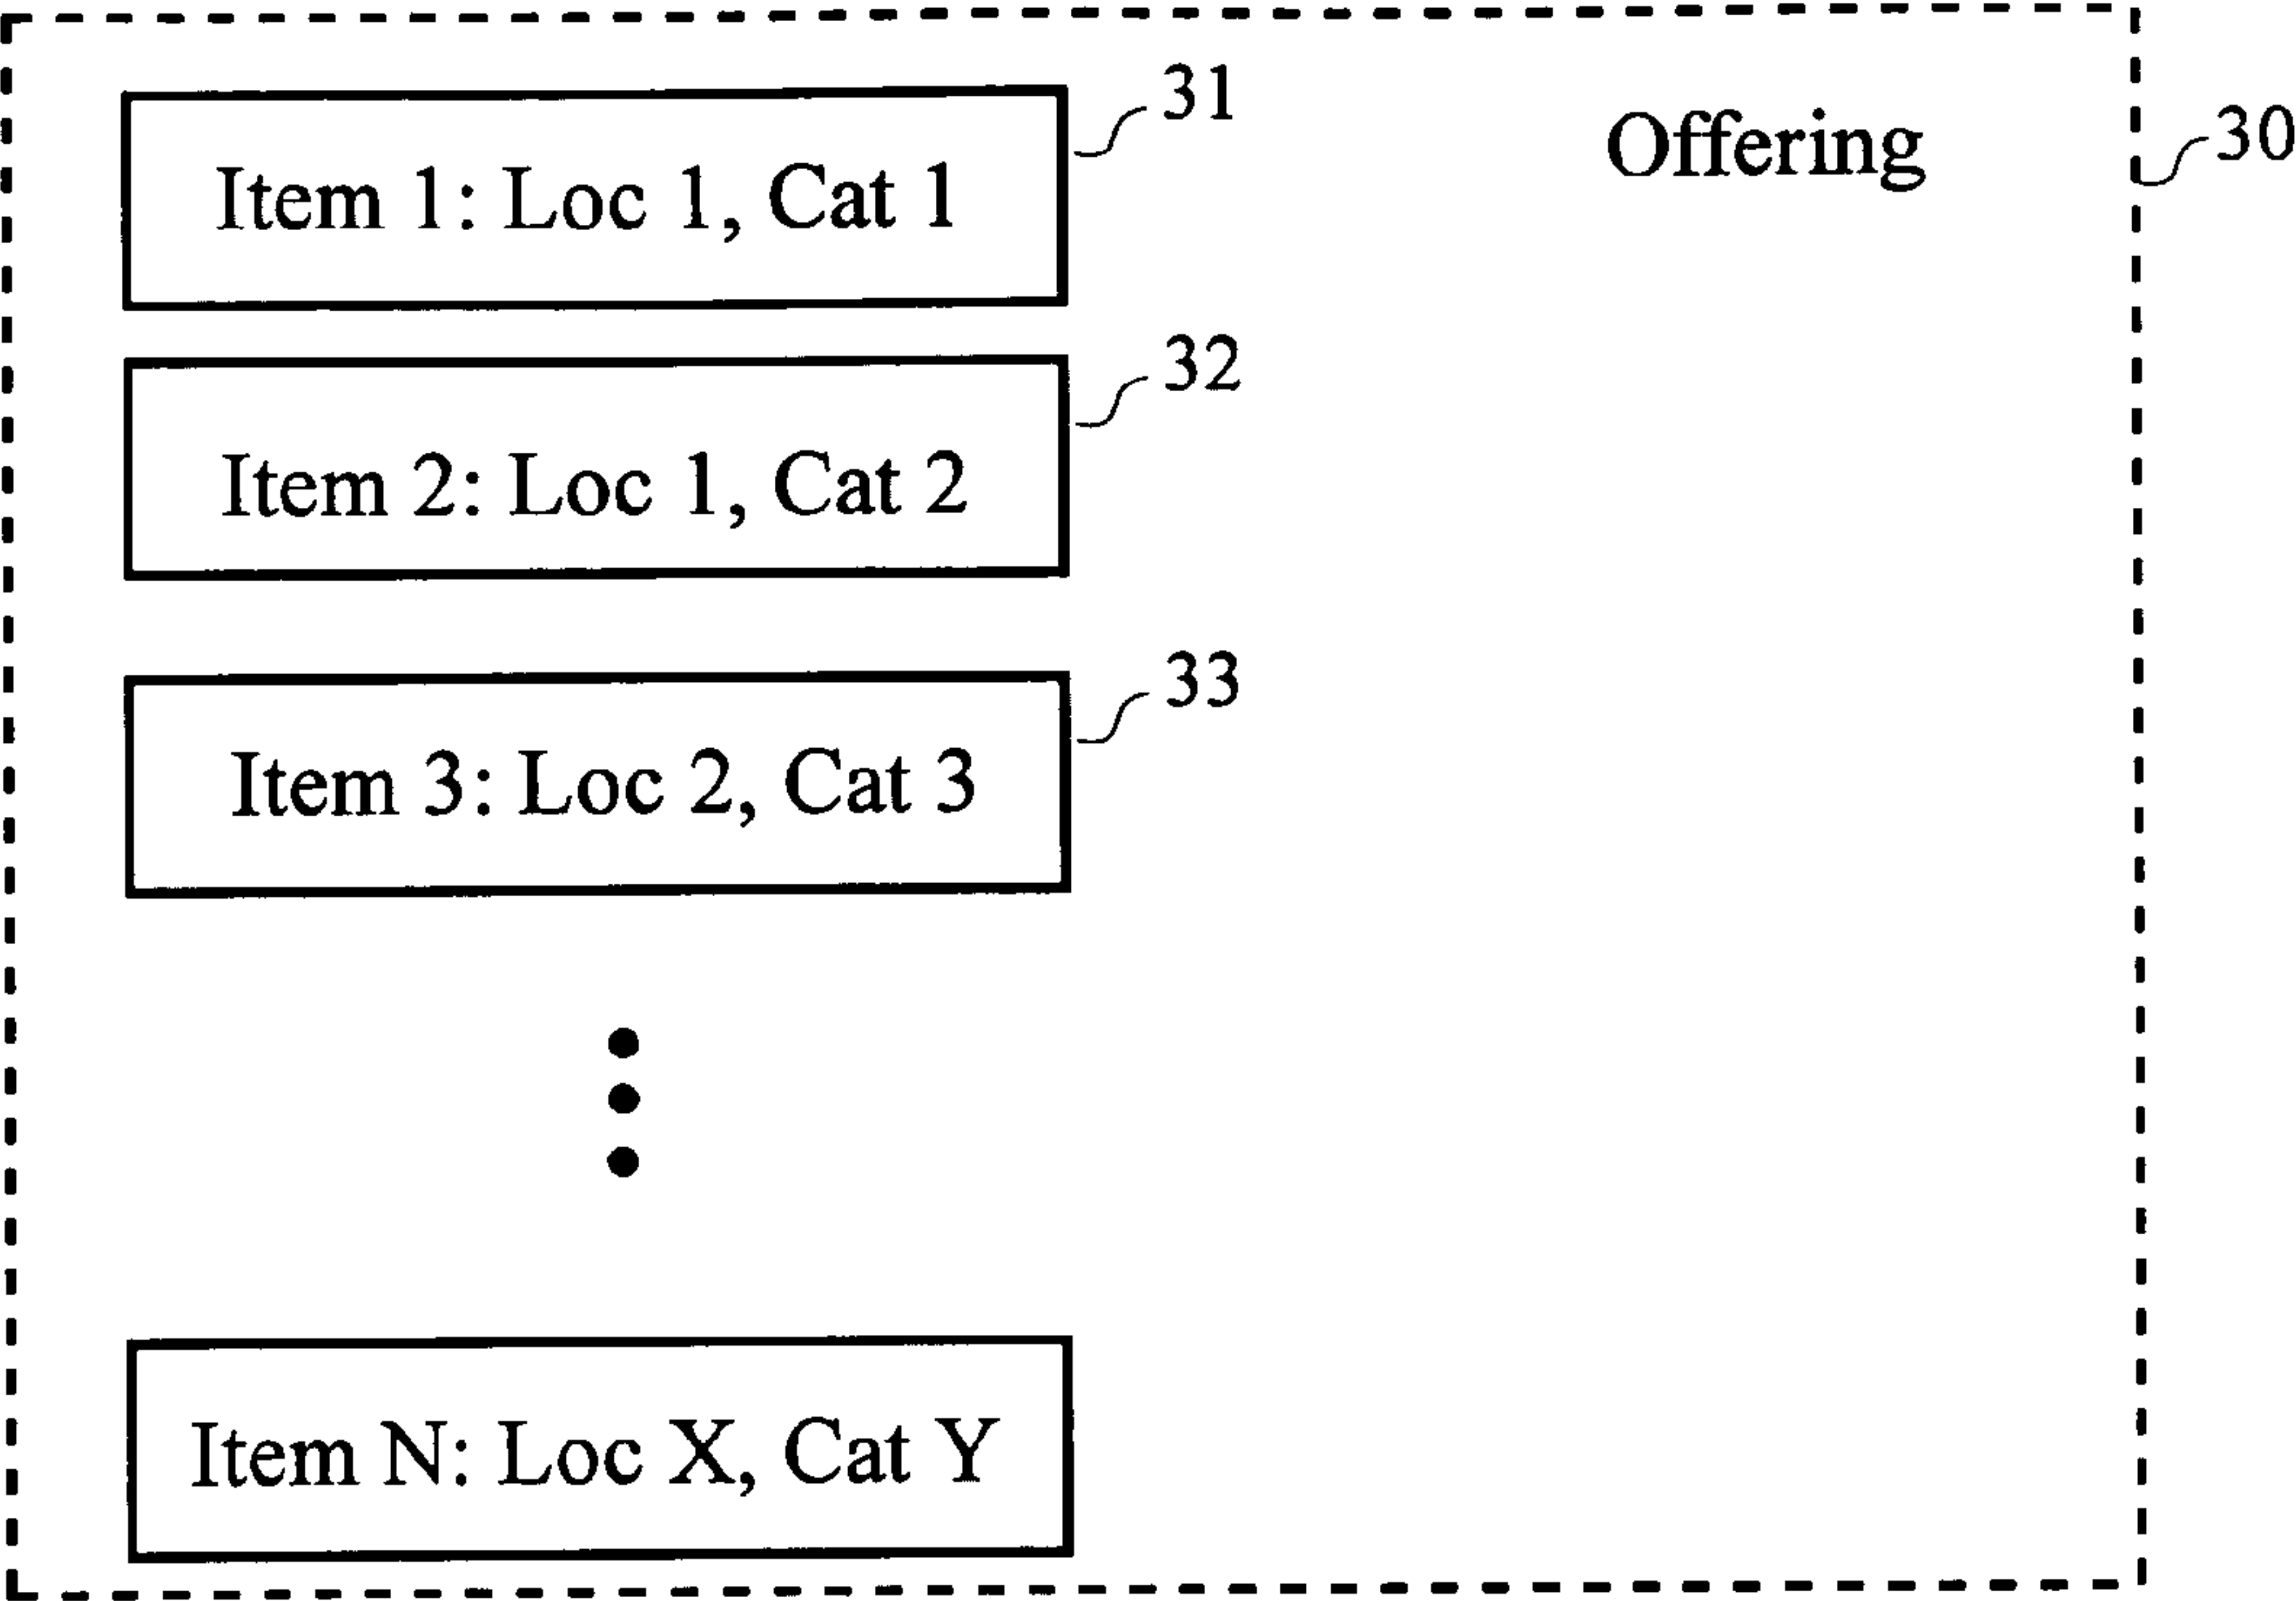 31
Offering
30
Item 1: Loc 1, Cat 1
32
Item 2: Loc 1, Cat 2
33
Item 3: Loc 2, Cat 3
Item N: Loc X, Cat Y